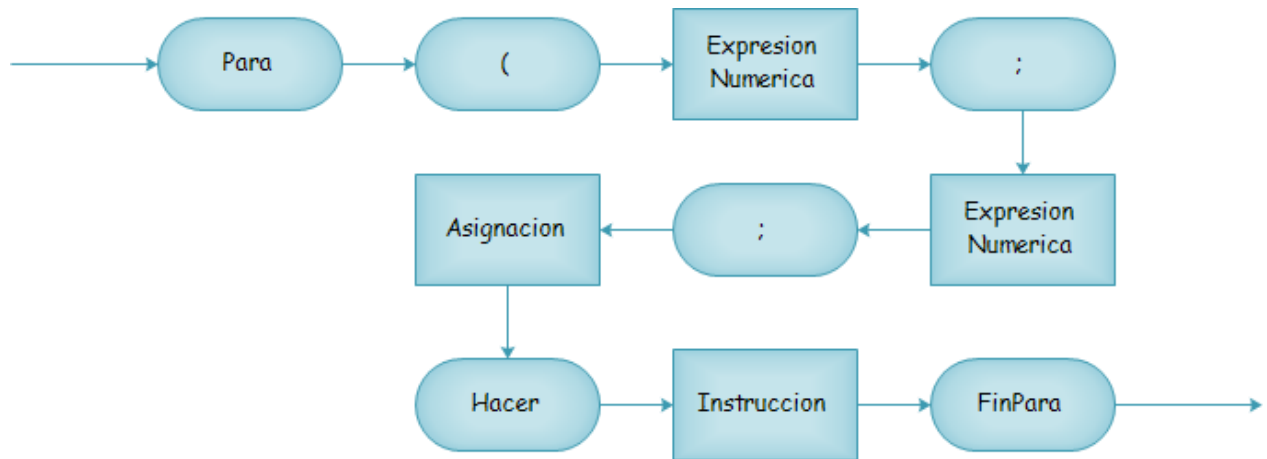 Para
(
Expresion
Numerica
;
Expresion
Numerica
;
Asignacion
Hacer
Instruccion
FinPara